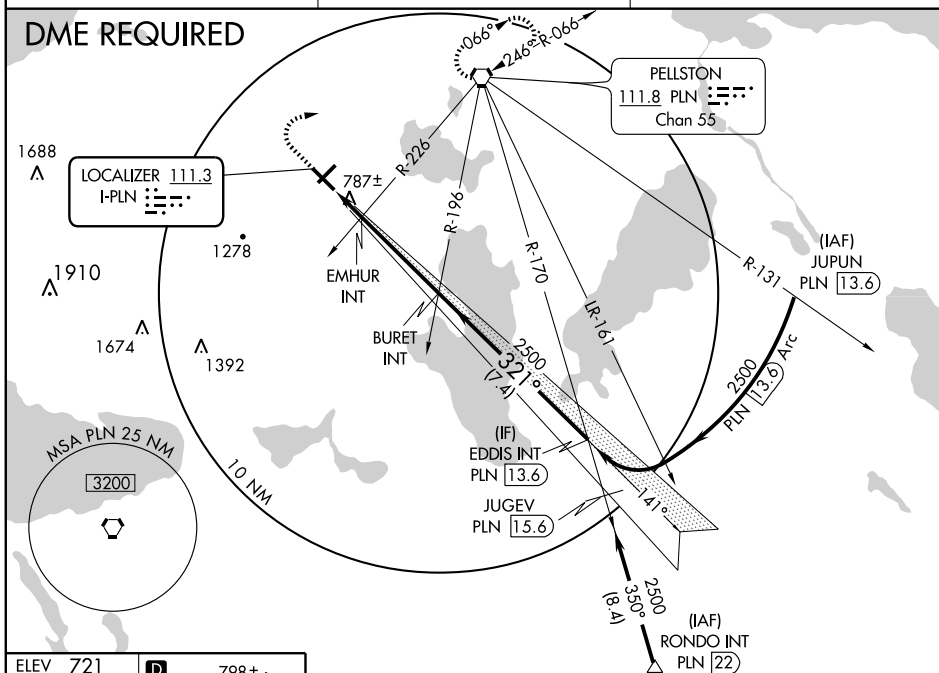 DME REQUIRED
066°
246°
R-066
PELLSTON
111.8 PLN
Chan 55
1688
LOCALIZER 111.3
I-PLN
787±
R-226
R-196
R-170
LR-161
R-131
(IAF)
JUPUN
PLN 13.6
1278
1910
EMHUR
INT
BURET
INT
1674
1392
2500
321°
(7.4)
2500
PLN 13.6 Arc
(IF)
EDDIS INT
PLN 13.6
JUGEV
PLN 15.6
141°
MSA PLN 25 NM
3200
10 NM
2500
350°
(8.4)
(IAF)
RONDO INT
PLN 22
ELEV 721
D
798±